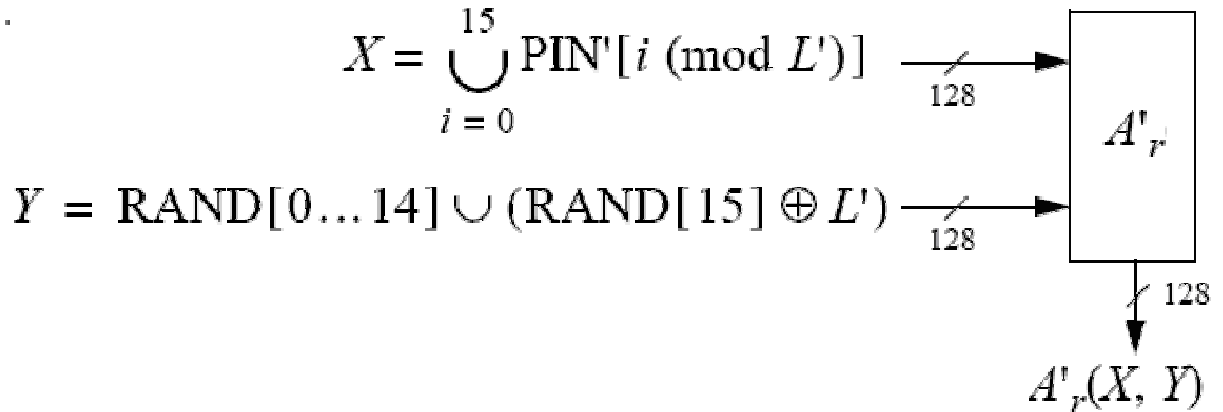 15
X = ∪ PIN'[i (mod L')]
128
i = 0
A'r
Y = RAND[0...14] ∪ (RAND[15] ⊕ L')
128
128
A'r(X, Y)